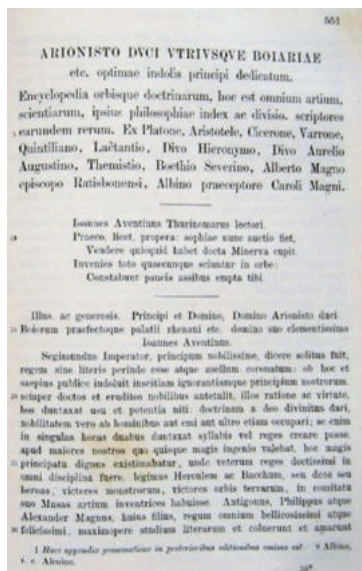 551
ARIONISTO DVCI VTRIVSQVE BOIARIAE
etc. optimae indolis principi dedicatum.
Encyclopedia orbisque doctrinarum, hoc est omnium artium,
scientiarum, ipsius philosophiae index ac divisio. scriptores
5 earundem rerum. Ex Platone, Aristotele, Cicerone, Varrone,
Quintiliano, Laëtantio, Divo Hieronymo, Divo Aurelio
Augustino, Themistio, Boethio Severino, Alberto Magno
episcopo Ratisbonensi, Albino praeceptore Caroli Magni.
Ioannes Aventinus Thurinomarus lectori.
10 Praeco, licet, propera: sophiae nunc auctio fiet,
Vendere quicquid habet docta Minerva cupit.
Invenies toto quaecunque sciuntur in orbe:
Constabunt paucis assibus empta tibi.
Illus. ac generosis. Principi et Domino, Domino Arionisto duci
15 Boiorum praefectoque palatii rhenani etc. domino suo clementissimo
Ioannes Aventinus.
Segimundus Imperator, principum nobilissime, dicere solitus fuit,
regem sine literis perinde esse atque asellum coronatum: ob hoc et
saepius publice indoluit inscitiam ignorantiamque principum nostrorum.
20 semper doctos et eruditos nobilibus antetulit, illos ratione ac virtute,
hos duntaxat usu et potentia niti: doctrinam a deo divinitus dari,
nobilitatem vero ab hominibus aut emi aut ultro etiam occupari; se enim
in singulas horas duabus duntaxat syllabis vel reges creare posse.
apud maiores nostros quo quisque magis ingenio valebat, hoc magis
25 principatu dignus existimabatur, unde veterum reges doctissimi in
omni disciplina fuere. legimus Herculem ac Bacchum, seu deos seu
heroas, victores monstrorum, victores orbis terrarum, in comitatu
suo Musas artium inventrices habuisse. Antigonus, Philippus atque
Alexander Magnus, huius filius, regum omnium bellicosissimi atque
30 felicissimi, maximopere studium literarum et coluerunt et amarunt
1 Haec appendix grammaticae in posterioribus editionibus omissa est. 9 Albino,
i. e. Alcuino.
36*